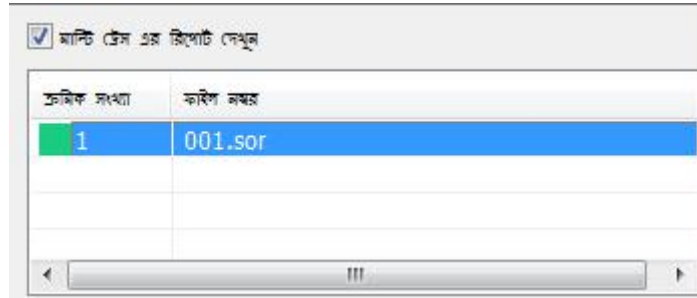 মাল্টি ট্রেস এর রিপোর্ট দেখুন
ক্রমিক সংখ্যা ফাইল নম্বর
1 001.sor